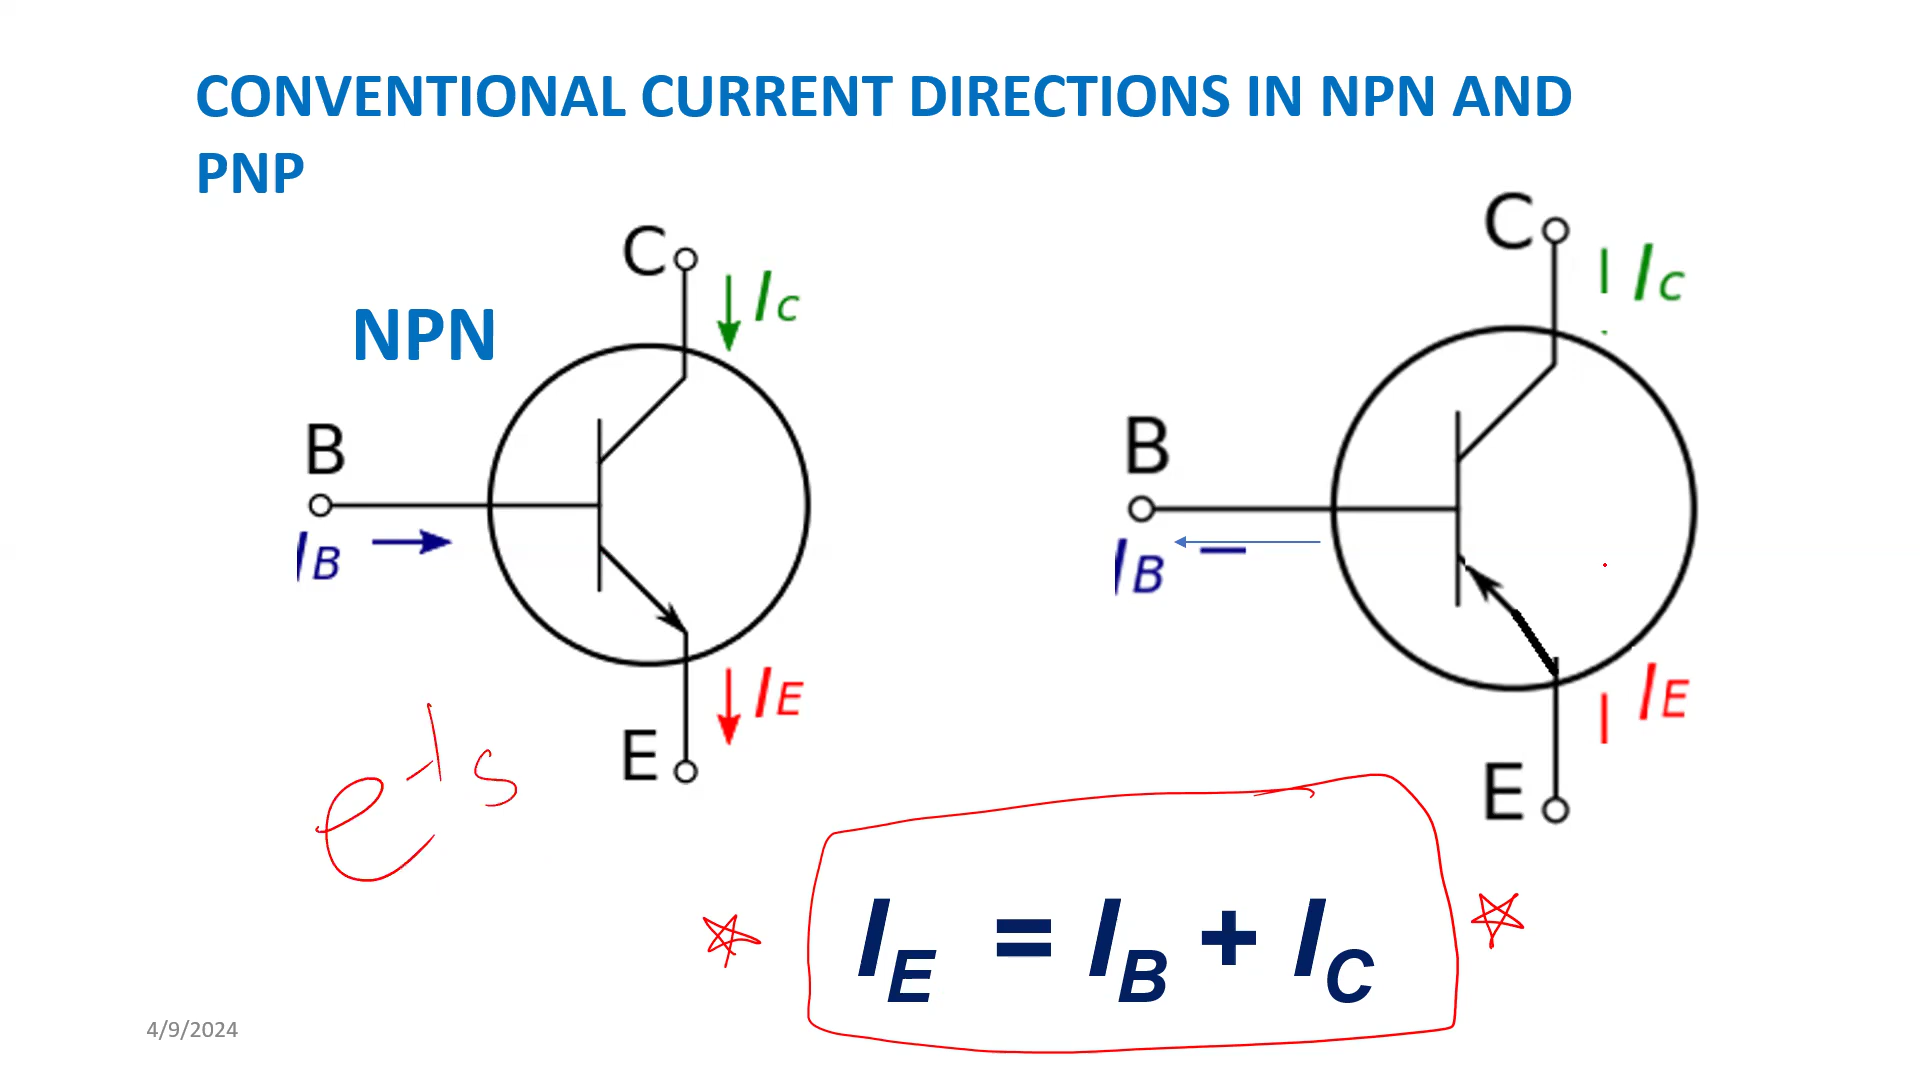 CONVENTIONAL CURRENT DIRECTIONS IN NPN AND
PNP
C
IC
NPN
B
IB
IE
E
C
IC
B
IB
IE
E
e-ls
IE = IB + IC
4/9/2024